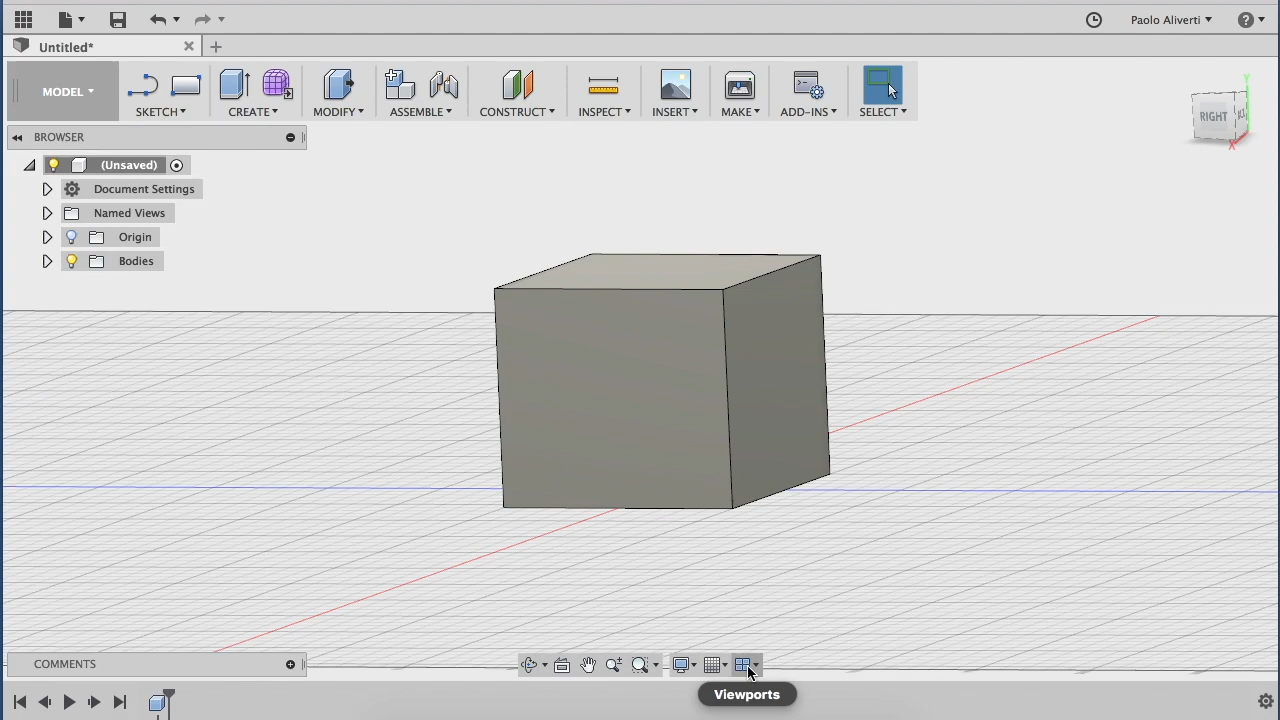 Paolo Aliverti
Untitled*
MODEL
SKETCH
CREATE
MODIFY
ASSEMBLE
CONSTRUCT
INSPECT
INSERT
MAKE
ADD-INS
SELECT
Y
RIGHT
X
BROWSER
(Unsaved)
Document Settings
Named Views
Origin
Bodies
COMMENTS
Viewports